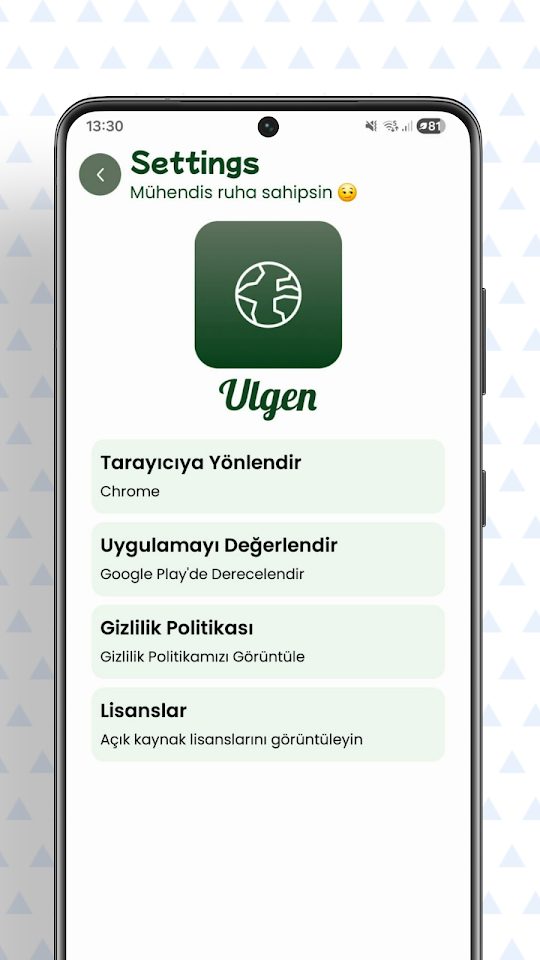 13:30
81
Settings
Mühendis ruha sahipsin 😉
Ulgen
Tarayıcıya Yönlendir
Chrome
Uygulamayı Değerlendir
Google Play'de Derecelendir
Gizlilik Politikası
Gizlilik Politikamızı Görüntüle
Lisanslar
Açık kaynak lisanslarını görüntüleyin